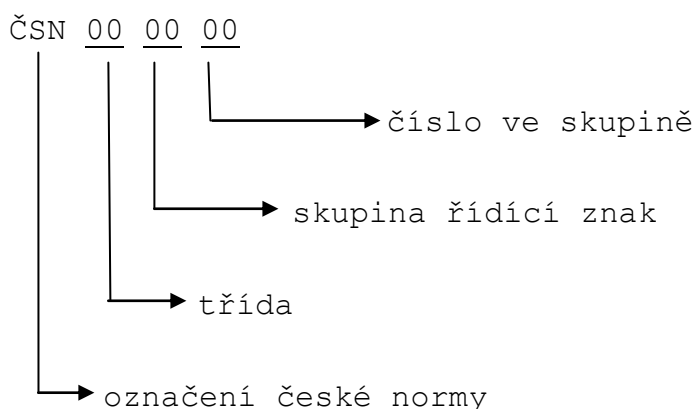 ČSN 00 00 00
číslo ve skupině
skupina řídící znak
třída
označení české normy